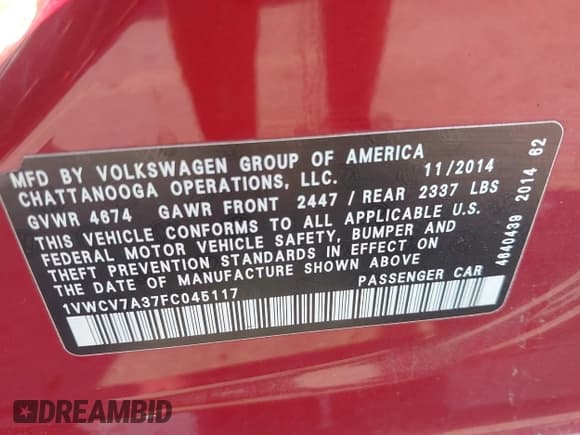 MFD BY VOLKSWAGEN GROUP OF AMERICA
CHATTANOOGA OPERATIONS, LLC. 11/2014
GVWR 4674 GAWR FRONT 2447 / REAR 2337 LBS
THIS VEHICLE CONFORMS TO ALL APPLICABLE U.S.
FEDERAL MOTOR VEHICLE SAFETY, BUMPER AND
THEFT PREVENTION STANDARDS IN EFFECT ON
THE DATE OF MANUFACTURE SHOWN ABOVE
1VWCV7A37FC045117 PASSENGER CAR
4640439 2014 62
DREAMBID